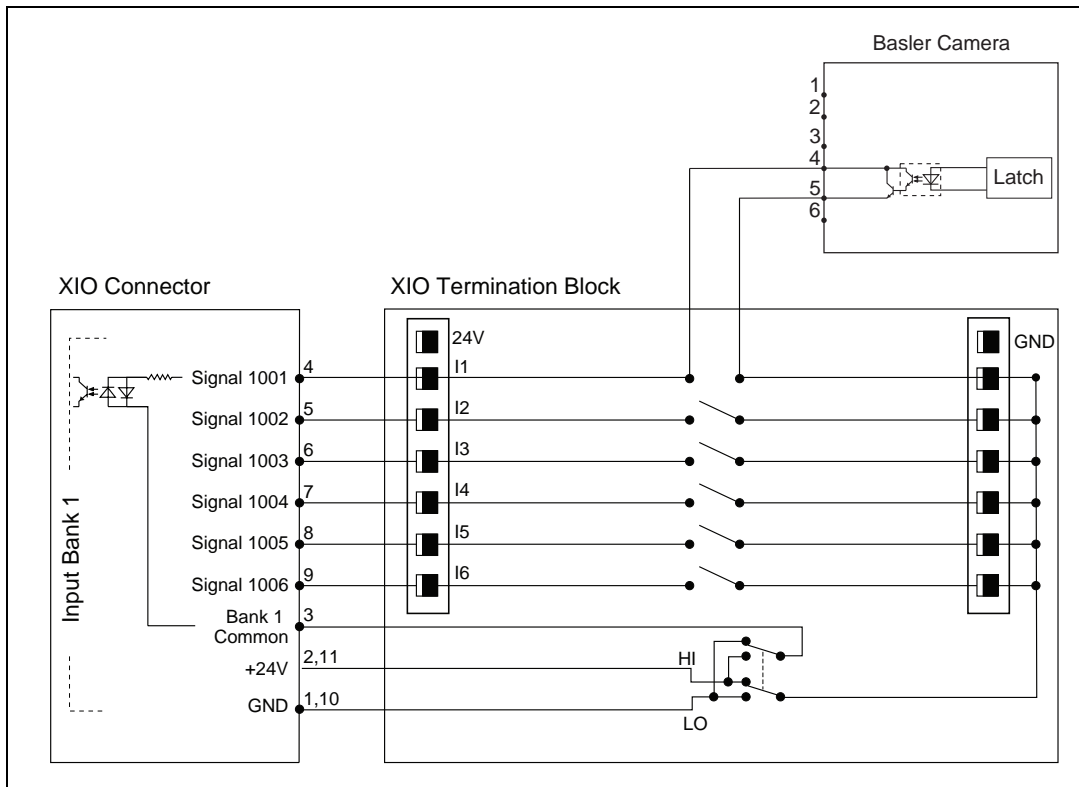 Basler Camera
1
2
3
4
5
6
Latch
XIO Connector
XIO Termination Block
24V
GND
Signal 1001
4
I1
Signal 1002
5
I2
Signal 1003
6
I3
Signal 1004
7
I4
Signal 1005
8
I5
Signal 1006
9
I6
Input Bank 1
Bank 1
Common
3
+24V
2,11
HI
GND
1,10
LO